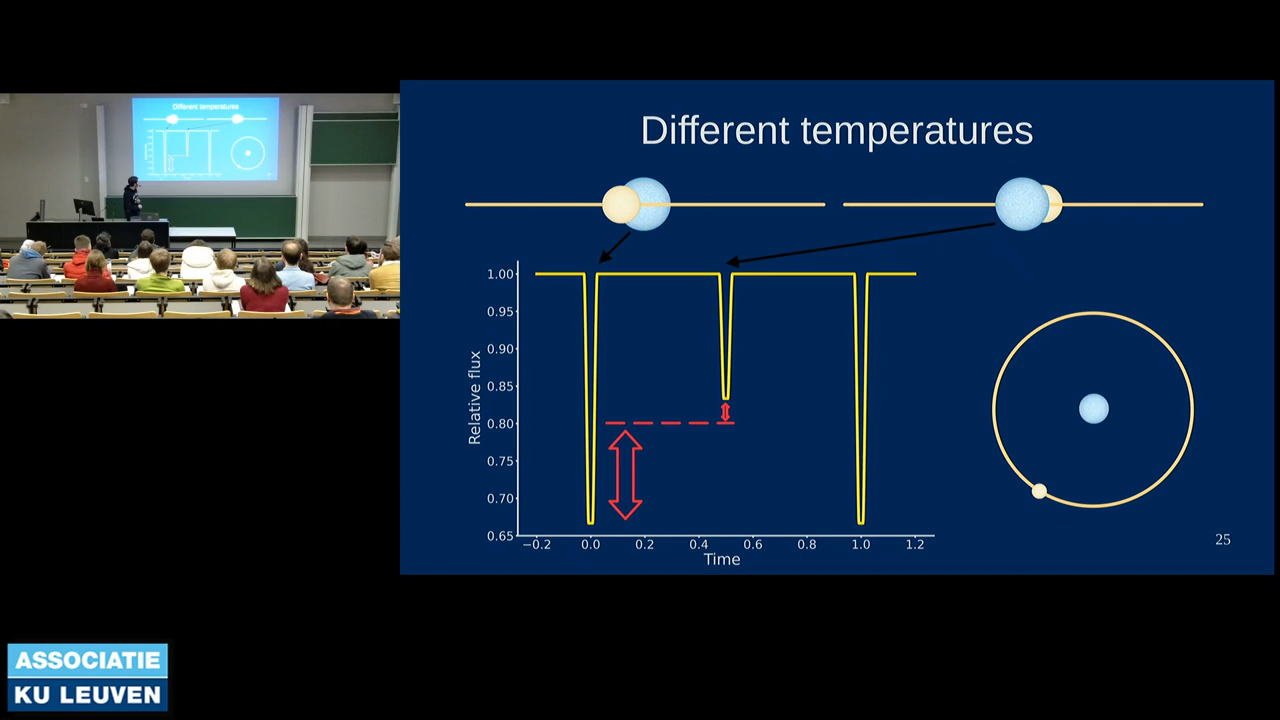 Different temperatures
Different temperatures
Relative flux
1.00
0.95
0.90
0.85
0.80
0.75
0.70
0.65
−0.2 0.0 0.2 0.4 0.6 0.8 1.0 1.2
Time
25
ASSOCIATIE
KU LEUVEN